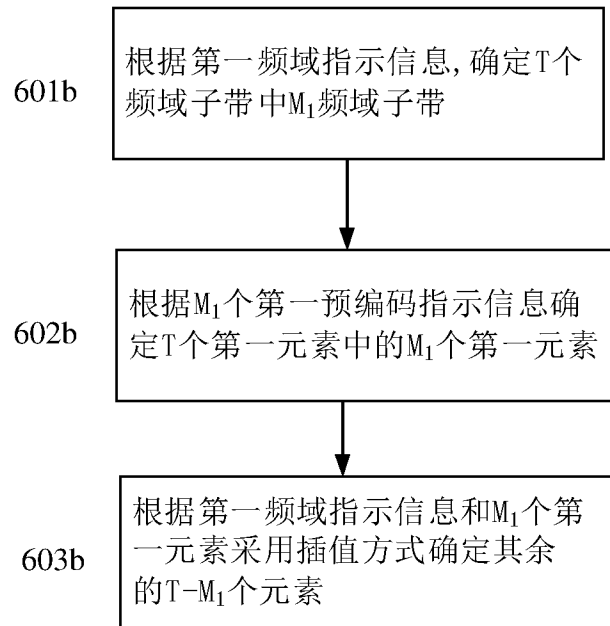 601b
根据第一频域指示信息,确定T个
频域子带中M₁频域子带
602b
根据M₁个第一预编码指示信息确
定T个第一元素中的M₁个第一元素
603b
根据第一频域指示信息和M₁个第
一元素采用插值方式确定其余
的T-M₁个元素